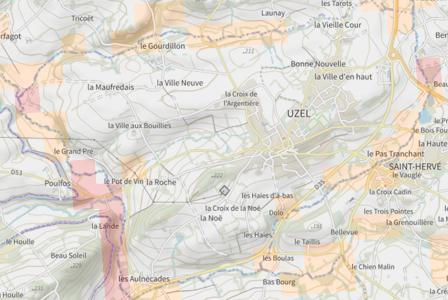 les Tarots
Launay
Tricoët
la Vieille Cour
le Gourdillon
Bonne Nouvelle
la Ville Neuve
la Ville d'en haut
la Maufredais
la Croix de
l'Argentière
UZEL
la Ville aux Bouillies
le Grand Pré
le Pas Tranchant
SAINT-HERVÉ
le Vaugle
D53
Poulfos
le Pot de Vin
la Roche
D35
la Croix Cadin
les Haies d'a-bas
la Croix de la Noë
Dolo
les Trois Pointes
la Noë
la Grenouillère
la Lande
Bellevue
le Houlle
les Haies
le Taillis
Beau Soleil
les Boulas
le Chien Malin
les Aulnécades
Bas Bourg